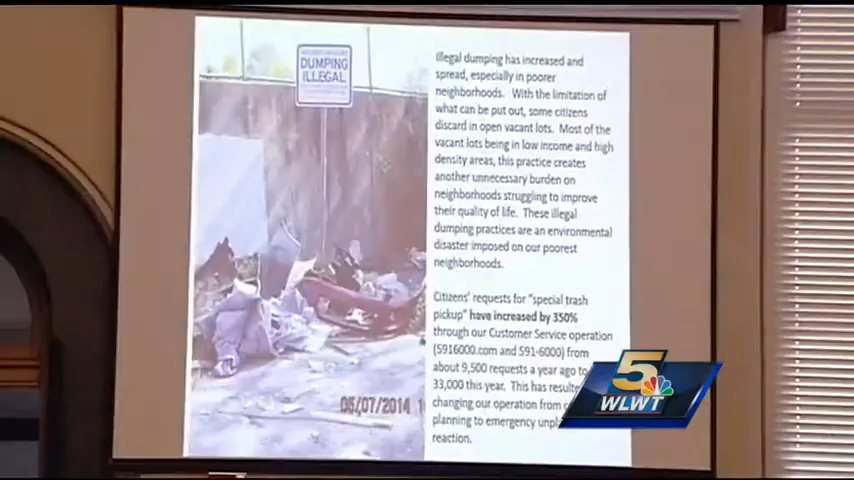 DUMPING
ILLEGAL
Illegal dumping has increased and
spread, especially in poorer
neighborhoods. With the limitation of
what can be put out, some citizens
discard in open vacant lots. Most of the
vacant lots being in low income and high
density areas, this practice creates
another unnecessary burden on
neighborhoods struggling to improve
their quality of life. These illegal
dumping practices are an environmental
disaster imposed on our poorest
neighborhoods.
Citizens' requests for "special trash
pickup" have increased by 350%
through our Customer Service operation
(5916000.com and 591-6000) from
about 9,500 requests a year ago to
33,000 this year. This has
changing our operation from
planning to emergency
reaction.
06/07/2014
5
WLWT